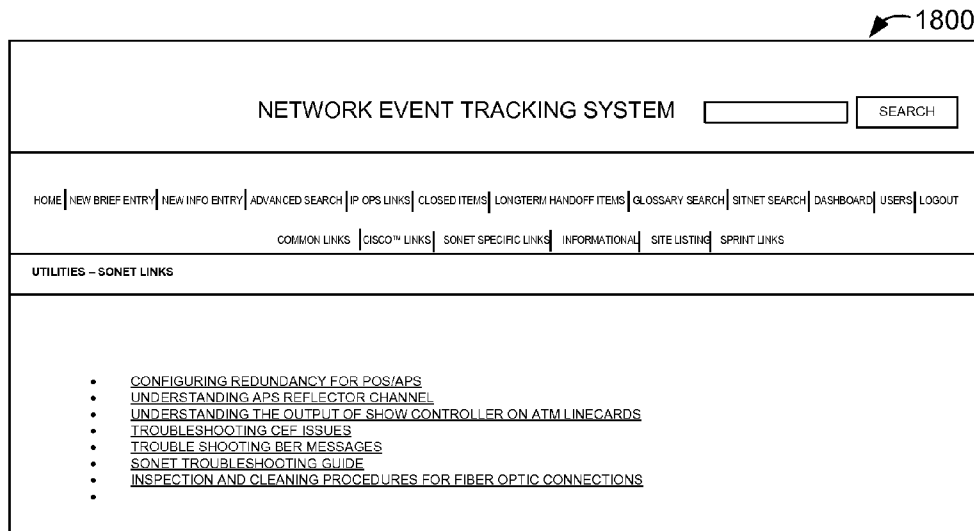 1800
NETWORK EVENT TRACKING SYSTEM SEARCH
HOME NEW BRIEF ENTRY NEW INFO ENTRY ADVANCED SEARCH IP OPS LINKS CLOSED ITEMS LONGTERM HANDOFF ITEMS GLOSSARY SEARCH SITNET SEARCH DASHBOARD USERS LOGOUT
COMMON LINKS CISCO™ LINKS SONET SPECIFIC LINKS INFORMATIONAL SITE LISTING SPRINT LINKS
UTILITIES – SONET LINKS
• CONFIGURING REDUNDANCY FOR POS/APS
• UNDERSTANDING APS REFLECTOR CHANNEL
• UNDERSTANDING THE OUTPUT OF SHOW CONTROLLER ON ATM LINECARDS
• TROUBLESHOOTING CEF ISSUES
• TROUBLE SHOOTING BER MESSAGES
• SONET TROUBLESHOOTING GUIDE
• INSPECTION AND CLEANING PROCEDURES FOR FIBER OPTIC CONNECTIONS
•